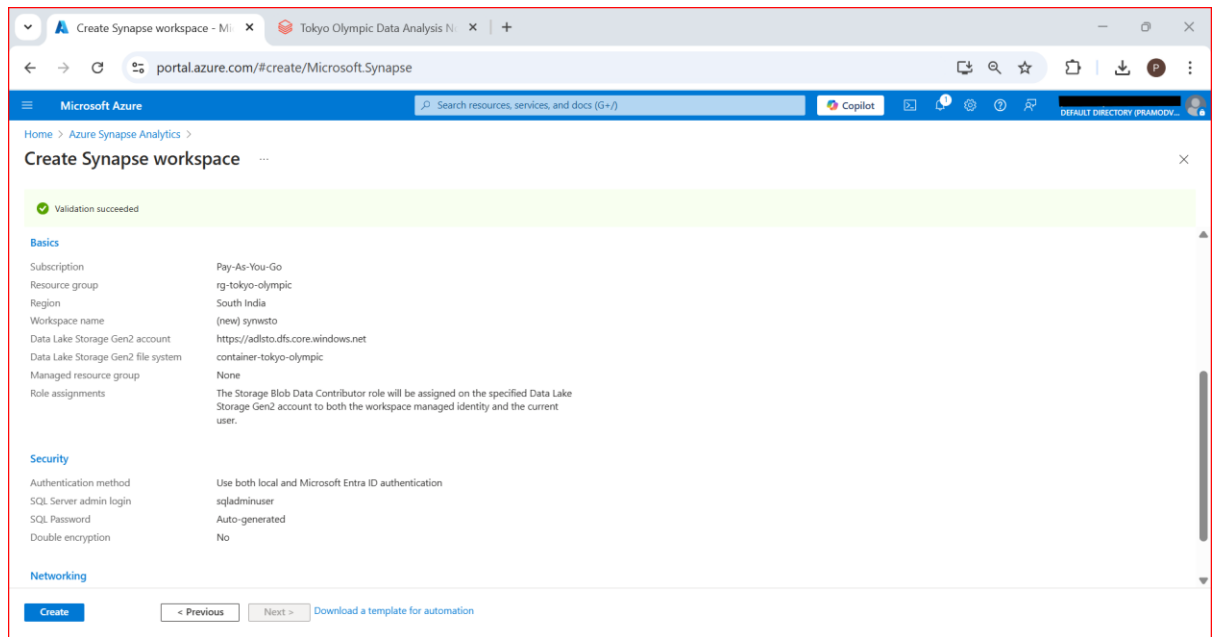 Create Synapse workspace - Mi
Tokyo Olympic Data Analysis No
portal.azure.com/#create/Microsoft.Synapse
P
Microsoft Azure
Search resources, services, and docs (G+/)
Copilot
1
DEFAULT DIRECTORY (PRAMODV...
Home > Azure Synapse Analytics >
Create Synapse workspace ...
Validation succeeded
Basics
Subscription Pay-As-You-Go
Resource group rg-tokyo-olympic
Region South India
Workspace name (new) synwsto
Data Lake Storage Gen2 account https://adlsto.dfs.core.windows.net
Data Lake Storage Gen2 file system container-tokyo-olympic
Managed resource group None
Role assignments The Storage Blob Data Contributor role will be assigned on the specified Data Lake
Storage Gen2 account to both the workspace managed identity and the current
user.
Security
Authentication method Use both local and Microsoft Entra ID authentication
SQL Server admin login sqladminuser
SQL Password Auto-generated
Double encryption No
Networking
Create < Previous Next > Download a template for automation